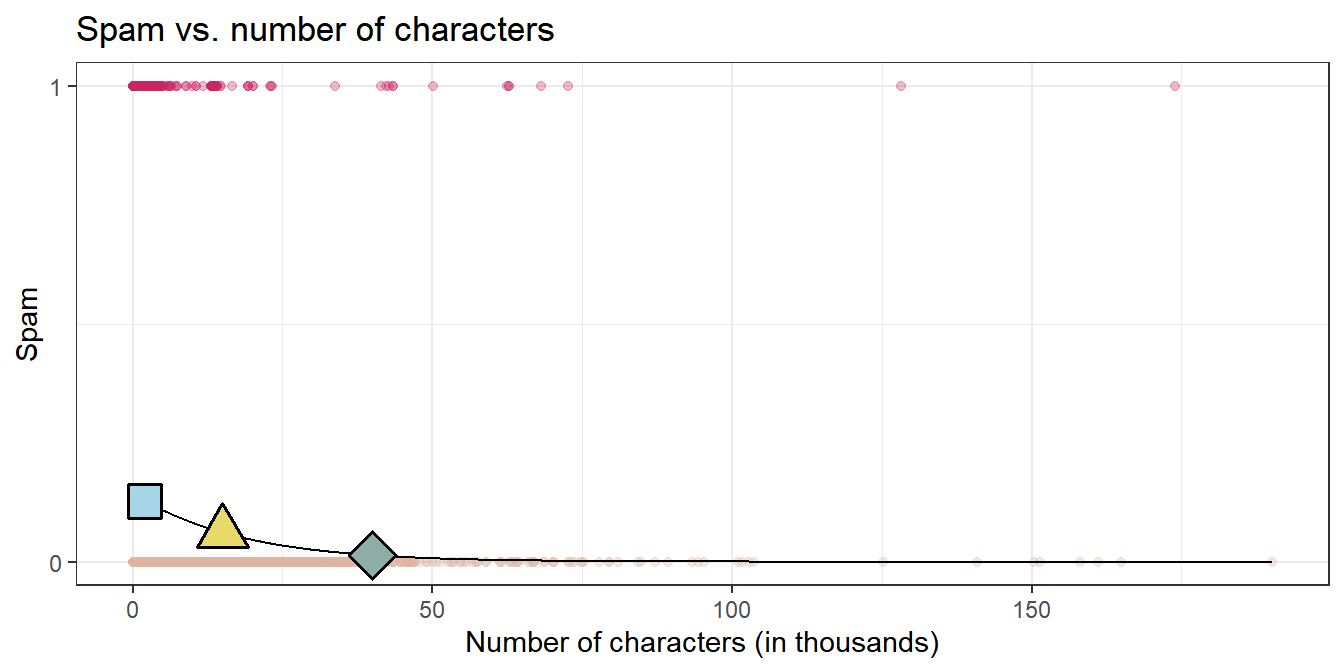 Spam vs. number of characters
1
Spam
0
0 50 100 150
Number of characters (in thousands)